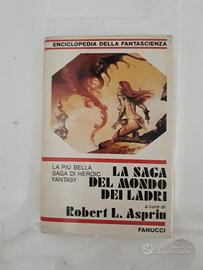 ENCICLOPEDIA DELLA FANTASCIENZA
LA PIÙ BELLA
SAGA DI HEROIC
FANTASY
LA SAGA
DEL MONDO
DEI LADRI
a cura di
Robert L. Asprin
FANUCCI
subito